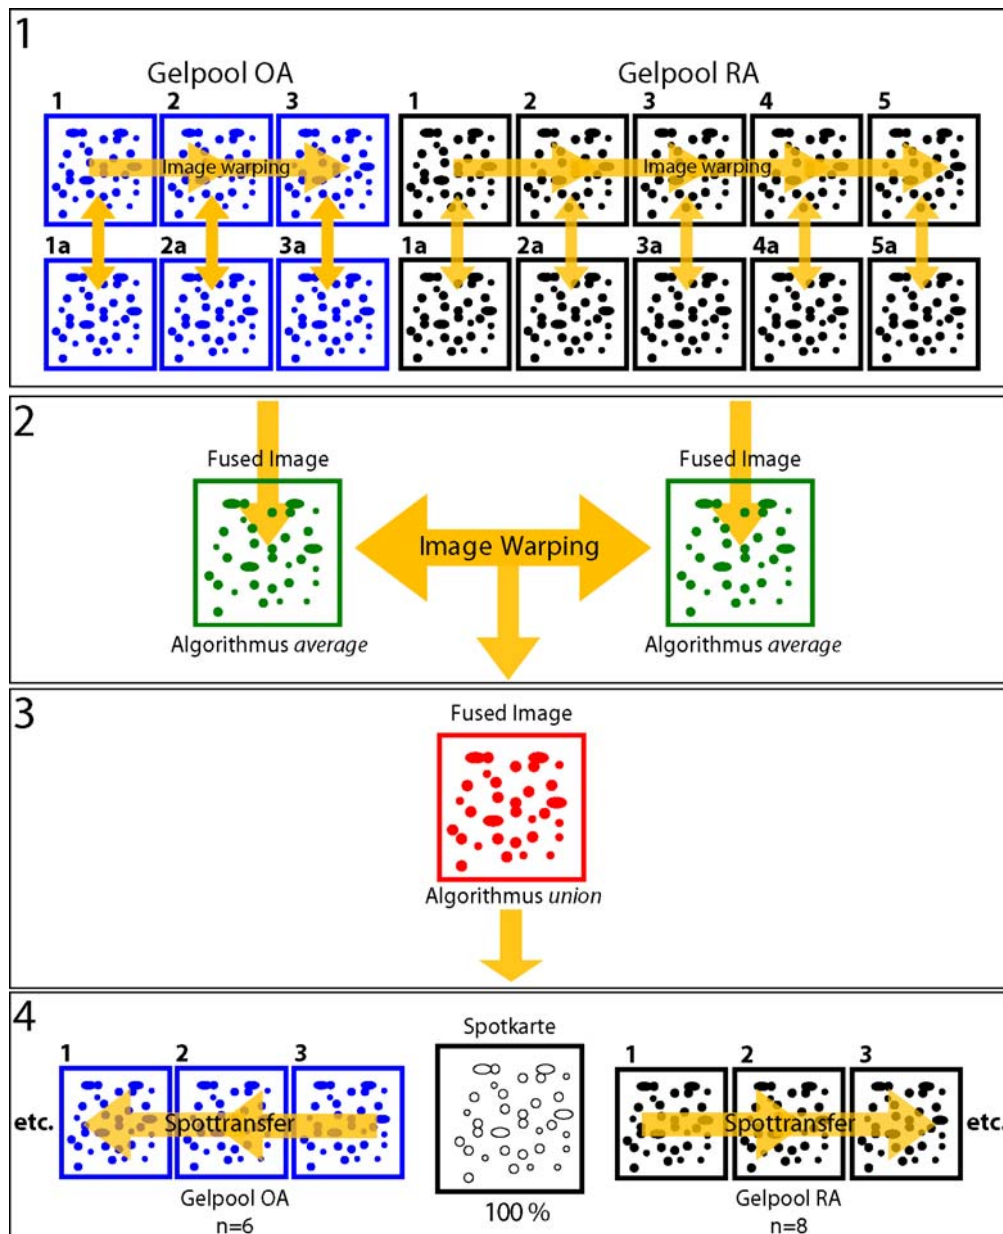 1
Gelpool OA
Gelpool RA
1 2 3 1 2 3 4 5
Image warping
Image warping
1a 2a 3a 1a 2a 3a 4a 5a
2
Fused Image
Fused Image
Image Warping
Algorithmus average
Algorithmus average
3
Fused Image
Algorithmus union
4
Spotkarte
1 2 3 1 2 3
etc. Spottransfer
Spottransfer etc.
Gelpool OA
n=6
100 %
Gelpool RA
n=8